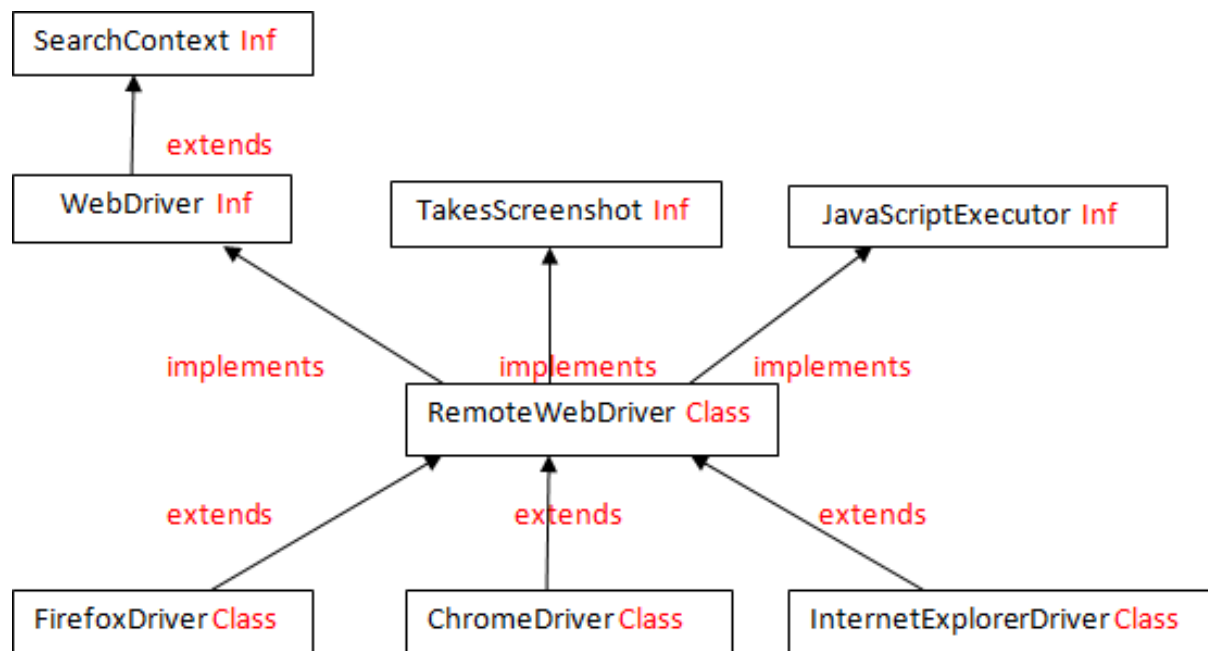 SearchContext Inf
extends
WebDriver Inf
TakesScreenshot Inf
JavaScriptExecutor Inf
implements
implements
implements
RemoteWebDriver Class
extends
extends
extends
FirefoxDriver Class
ChromeDriver Class
InternetExplorerDriver Class